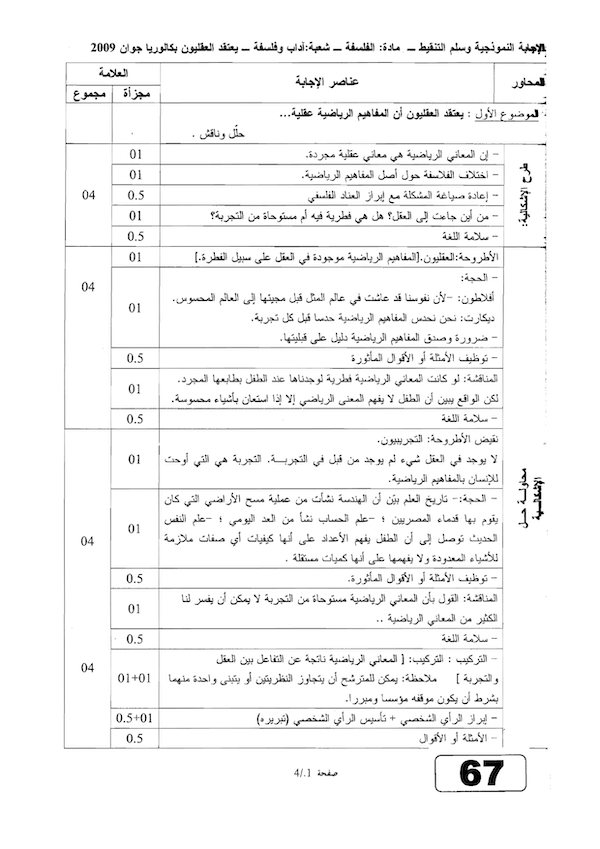 الإجابة النموذجية وسلم التنقيط ــ مادة: الفلسفة ــ شعبة:آداب وفلسفة ــ يعتقد العقليون بكالوريا جوان 2009
المحاور
عناصر الإجابة
العلامة
مجزأة
مجموع
الموضوع الأول : يعتقد العقليون أن المفاهيم الرياضية عقلية...
حلّل وناقش .
طرح الإشكالية:
– إن المعاني الرياضية هي معاني عقلية مجردة.
01
– اختلاف الفلاسفة حول أصل المفاهيم الرياضية.
01
– إعادة صياغة المشكلة مع إبراز العناد الفلسفي
0.5
04
– من أين جاءت إلى العقل؟ هل هي فطرية فيه أم مستوحاة من التجربة؟
01
– سلامة اللغة
0.5
الأطروحة:العقليون.[المفاهيم الرياضية موجودة في العقل على سبيل الفطرة.]
01
– الحجة:
04
أفلاطون: –لأن نفوسنا قد عاشت في عالم المثل قبل مجيئها إلى العالم المحسوس.
ديكارت: نحن نحدس المفاهيم الرياضية حدسا قبل كل تجربة.
01
– ضرورة وصدق المفاهيم الرياضية دليل على قبليتها.
– توظيف الأمثلة أو الأقوال المأثورة
0.5
المناقشة: لو كانت المعاني الرياضية فطرية لوجدناها عند الطفل بطابعها المجرد.
لكن الواقع يبين أن الطفل لا يفهم المعنى الرياضي إلا إذا استعان بأشياء محسوسة.
01
– سلامة اللغة
0.5
محاولة حل
الإشكالية
نقيض الأطروحة: التجريبيون.
لا يوجد في العقل شيء لم يوجد من قبل في التجربـــة. التجربة هي التي أوحت
01
للإنسان بالمفاهيم الرياضية.
– الحجة:– تاريخ العلم بيّن أن الهندسة نشأت من عملية مسح الأراضي التي كان
يقوم بها قدماء المصريين ؛ –علم الحساب نشأ من العد اليومي ؛ –علم النفس
01
الحديث توصل إلى أن الطفل يفهم الأعداد على أنها كيفيات أي صفات ملازمة
04
للأشياء المعدودة ولا يفهمها على أنها كميات مستقلة .
– توظيف الأمثلة أو الأقوال المأثورة.
0.5
المناقشة: القول بأن المعاني الرياضية مستوحاة من التجربة لا يمكن أن يفسر لنا
الكثير من المعاني الرياضية ..
01
– سلامة اللغة
0.5
– التركيب : التركيب: [ المعاني الرياضية ناتجة عن التفاعل بين العقل
04
والتجربة ] ملاحظة: يمكن للمترشح أن يتجاوز النظريتين أو يتبنى واحدة منهما
01+01
بشرط أن يكون موقفه مؤسسا ومبررا.
– إبراز الرأي الشخصي + تأسيس الرأي الشخصي (تبريره)
0.5+01
– الأمثلة أو الأقوال
0.5
صفحة 1./4
67